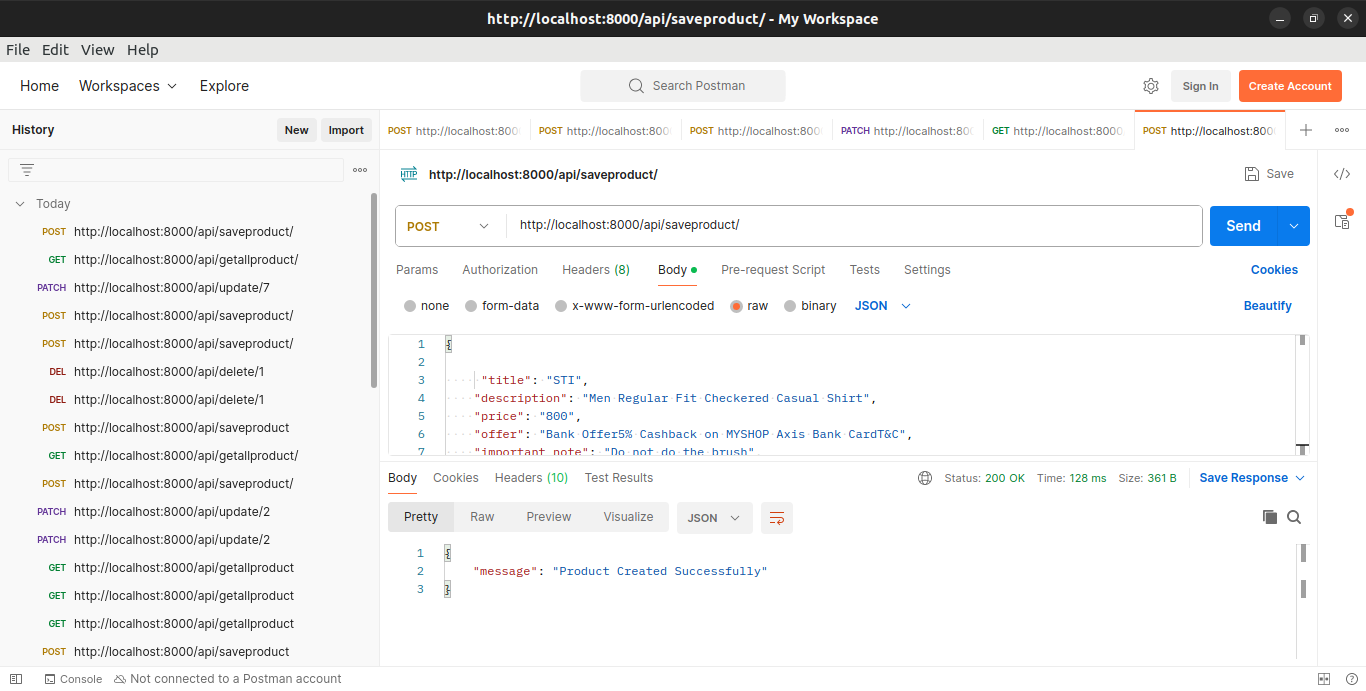 http://localhost:8000/api/saveproduct/ - My Workspace
File Edit View Help
Home Workspaces Explore Search Postman Sign In Create Account
History New Import
POST http://localhost:800 POST http://localhost:800 POST http://localhost:800 PATCH http://localhost:800 GET http://localhost:8000 POST http://localhost:800
Today
POST http://localhost:8000/api/saveproduct/
GET http://localhost:8000/api/getallproduct/
PATCH http://localhost:8000/api/update/7
POST http://localhost:8000/api/saveproduct/
POST http://localhost:8000/api/saveproduct/
DEL http://localhost:8000/api/delete/1
DEL http://localhost:8000/api/delete/1
POST http://localhost:8000/api/saveproduct
GET http://localhost:8000/api/getallproduct/
POST http://localhost:8000/api/saveproduct/
PATCH http://localhost:8000/api/update/2
PATCH http://localhost:8000/api/update/2
GET http://localhost:8000/api/getallproduct
GET http://localhost:8000/api/getallproduct
GET http://localhost:8000/api/getallproduct
POST http://localhost:8000/api/saveproduct
HTTP http://localhost:8000/api/saveproduct/ Save
POST http://localhost:8000/api/saveproduct/ Send
Params Authorization Headers (8) Body Pre-request Script Tests Settings Cookies
none form-data x-www-form-urlencoded raw binary JSON Beautify
1 {
2
3 "title": "STI",
4 "description": "Men Regular Fit Checkered Casual Shirt",
5 "price": "800",
6 "offer": "Bank Offer5% Cashback on MYSHOP Axis Bank CardT&C",
7 "important_note": "Do not do the brush"
Body Cookies Headers (10) Test Results Status: 200 OK Time: 128 ms Size: 361 B Save Response
Pretty Raw Preview Visualize JSON
1 {
2 "message": "Product Created Successfully"
3 }
Console Not connected to a Postman account